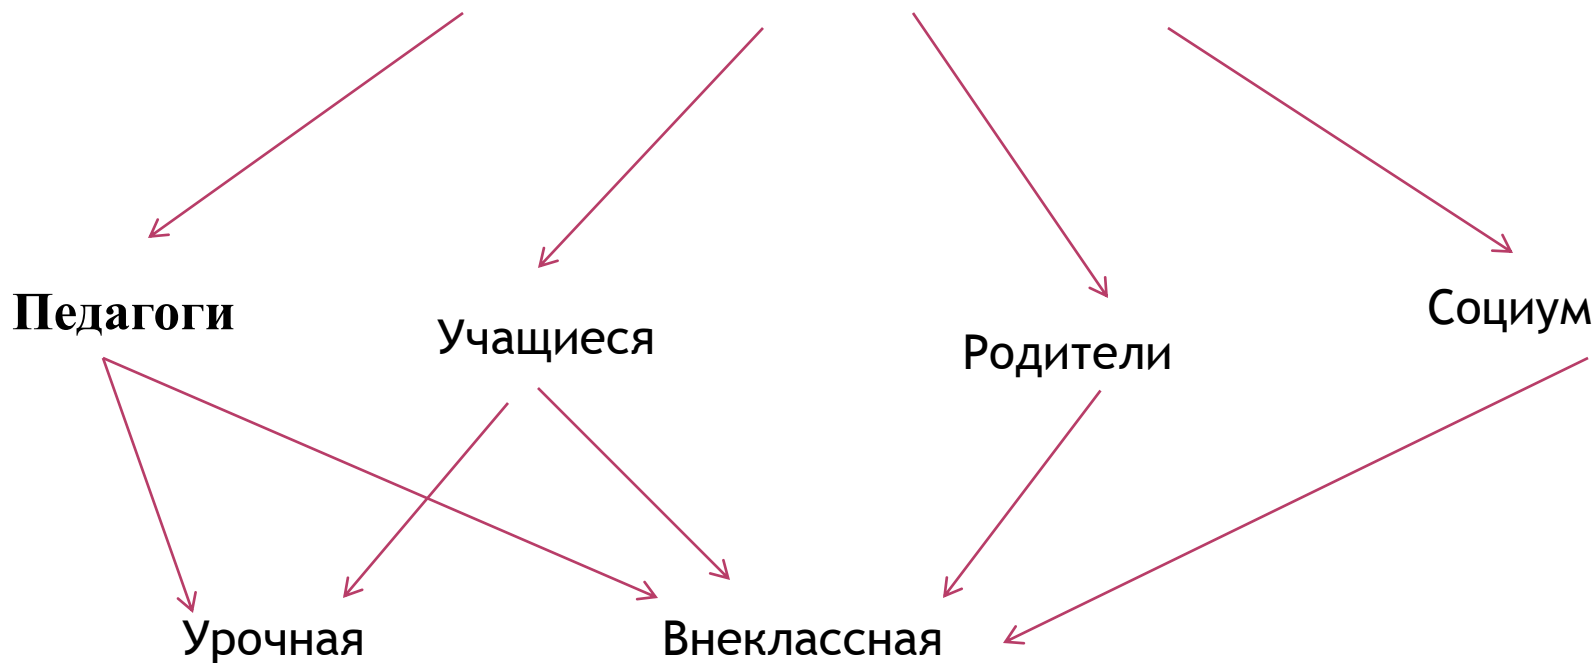 Педагоги
Учащиеся
Родители
Социум
Урочная
Внеклассная